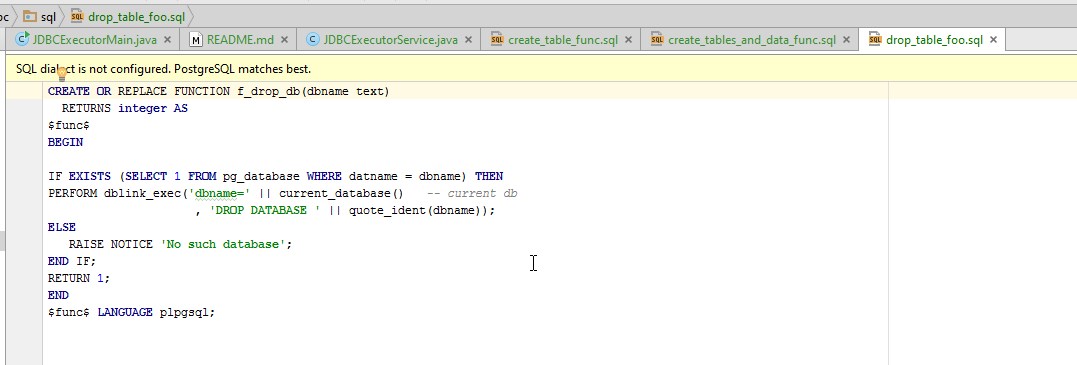 oc sql drop_table_foo.sql
JDBCExecutorMain.java README.md JDBCExecutorService.java create_table_func.sql create_tables_and_data_func.sql drop_table_foo.sql
SQL dialect is not configured. PostgreSQL matches best.
CREATE OR REPLACE FUNCTION f_drop_db(dbname text)
  RETURNS integer AS
$func$
BEGIN
IF EXISTS (SELECT 1 FROM pg_database WHERE datname = dbname) THEN
PERFORM dblink_exec('dbname=' || current_database()   -- current db
                    , 'DROP DATABASE ' || quote_ident(dbname));
ELSE
   RAISE NOTICE 'No such database';
END IF;
RETURN 1;
END
$func$ LANGUAGE plpgsql;